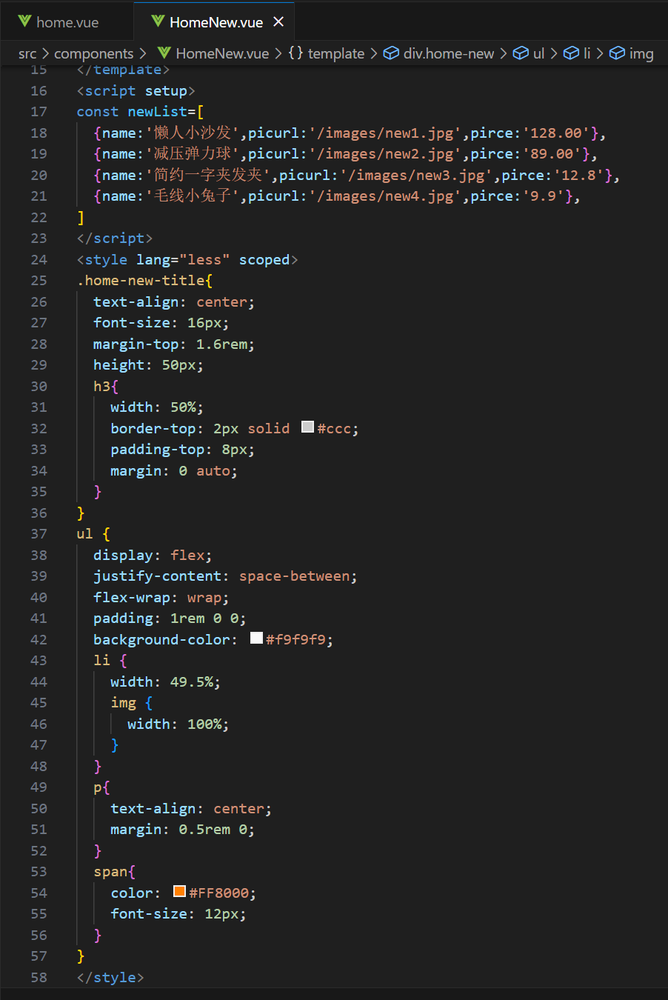 home.vue HomeNew.vue
src > components > HomeNew.vue > {} template > div.home-new > ul > li > img
15 </template>
16 <script setup>
17 const newList=[
18 {name:'懒人小沙发',picurl:'/images/new1.jpg',pirce:'128.00'},
19 {name:'减压弹力球',picurl:'/images/new2.jpg',pirce:'89.00'},
20 {name:'简约一字夹发夹',picurl:'/images/new3.jpg',pirce:'12.8'},
21 {name:'毛线小兔子',picurl:'/images/new4.jpg',pirce:'9.9'},
22 ]
23 </script>
24 <style lang="less" scoped>
25 .home-new-title{
26 text-align: center;
27 font-size: 16px;
28 margin-top: 1.6rem;
29 height: 50px;
30 h3{
31 width: 50%;
32 border-top: 2px solid #ccc;
33 padding-top: 8px;
34 margin: 0 auto;
35 }
36 }
37 ul {
38 display: flex;
39 justify-content: space-between;
40 flex-wrap: wrap;
41 padding: 1rem 0 0;
42 background-color: #f9f9f9;
43 li {
44 width: 49.5%;
45 img {
46 width: 100%;
47 }
48 }
49 p{
50 text-align: center;
51 margin: 0.5rem 0;
52 }
53 span{
54 color: #FF8000;
55 font-size: 12px;
56 }
57 }
58 </style>